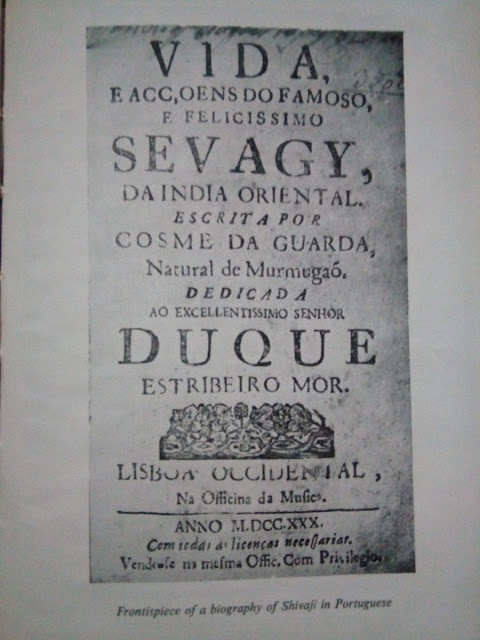 VIDA,
E ACC,OENS DO FAMOSO,
E FELICISSIMO
SEVAGY,
DA INDIA ORIENTAL.
ESCRITA POR
COSME DA GUARDA,
Natural de Murmugaó.
DEDICADA
AO EXCELLENTISSIMO SENHOR
DUQUE
ESTRIBEIRO MOR.
LISBOA OCCIDENTAL,
Na Officina da Musica.
ANNO M.DCC.XXX.
Com todas as licenças neceſſarias.
Vendeſe na meſma Offic. Com Privilegio.
Frontispiece of a biography of Shivaji in Portuguese